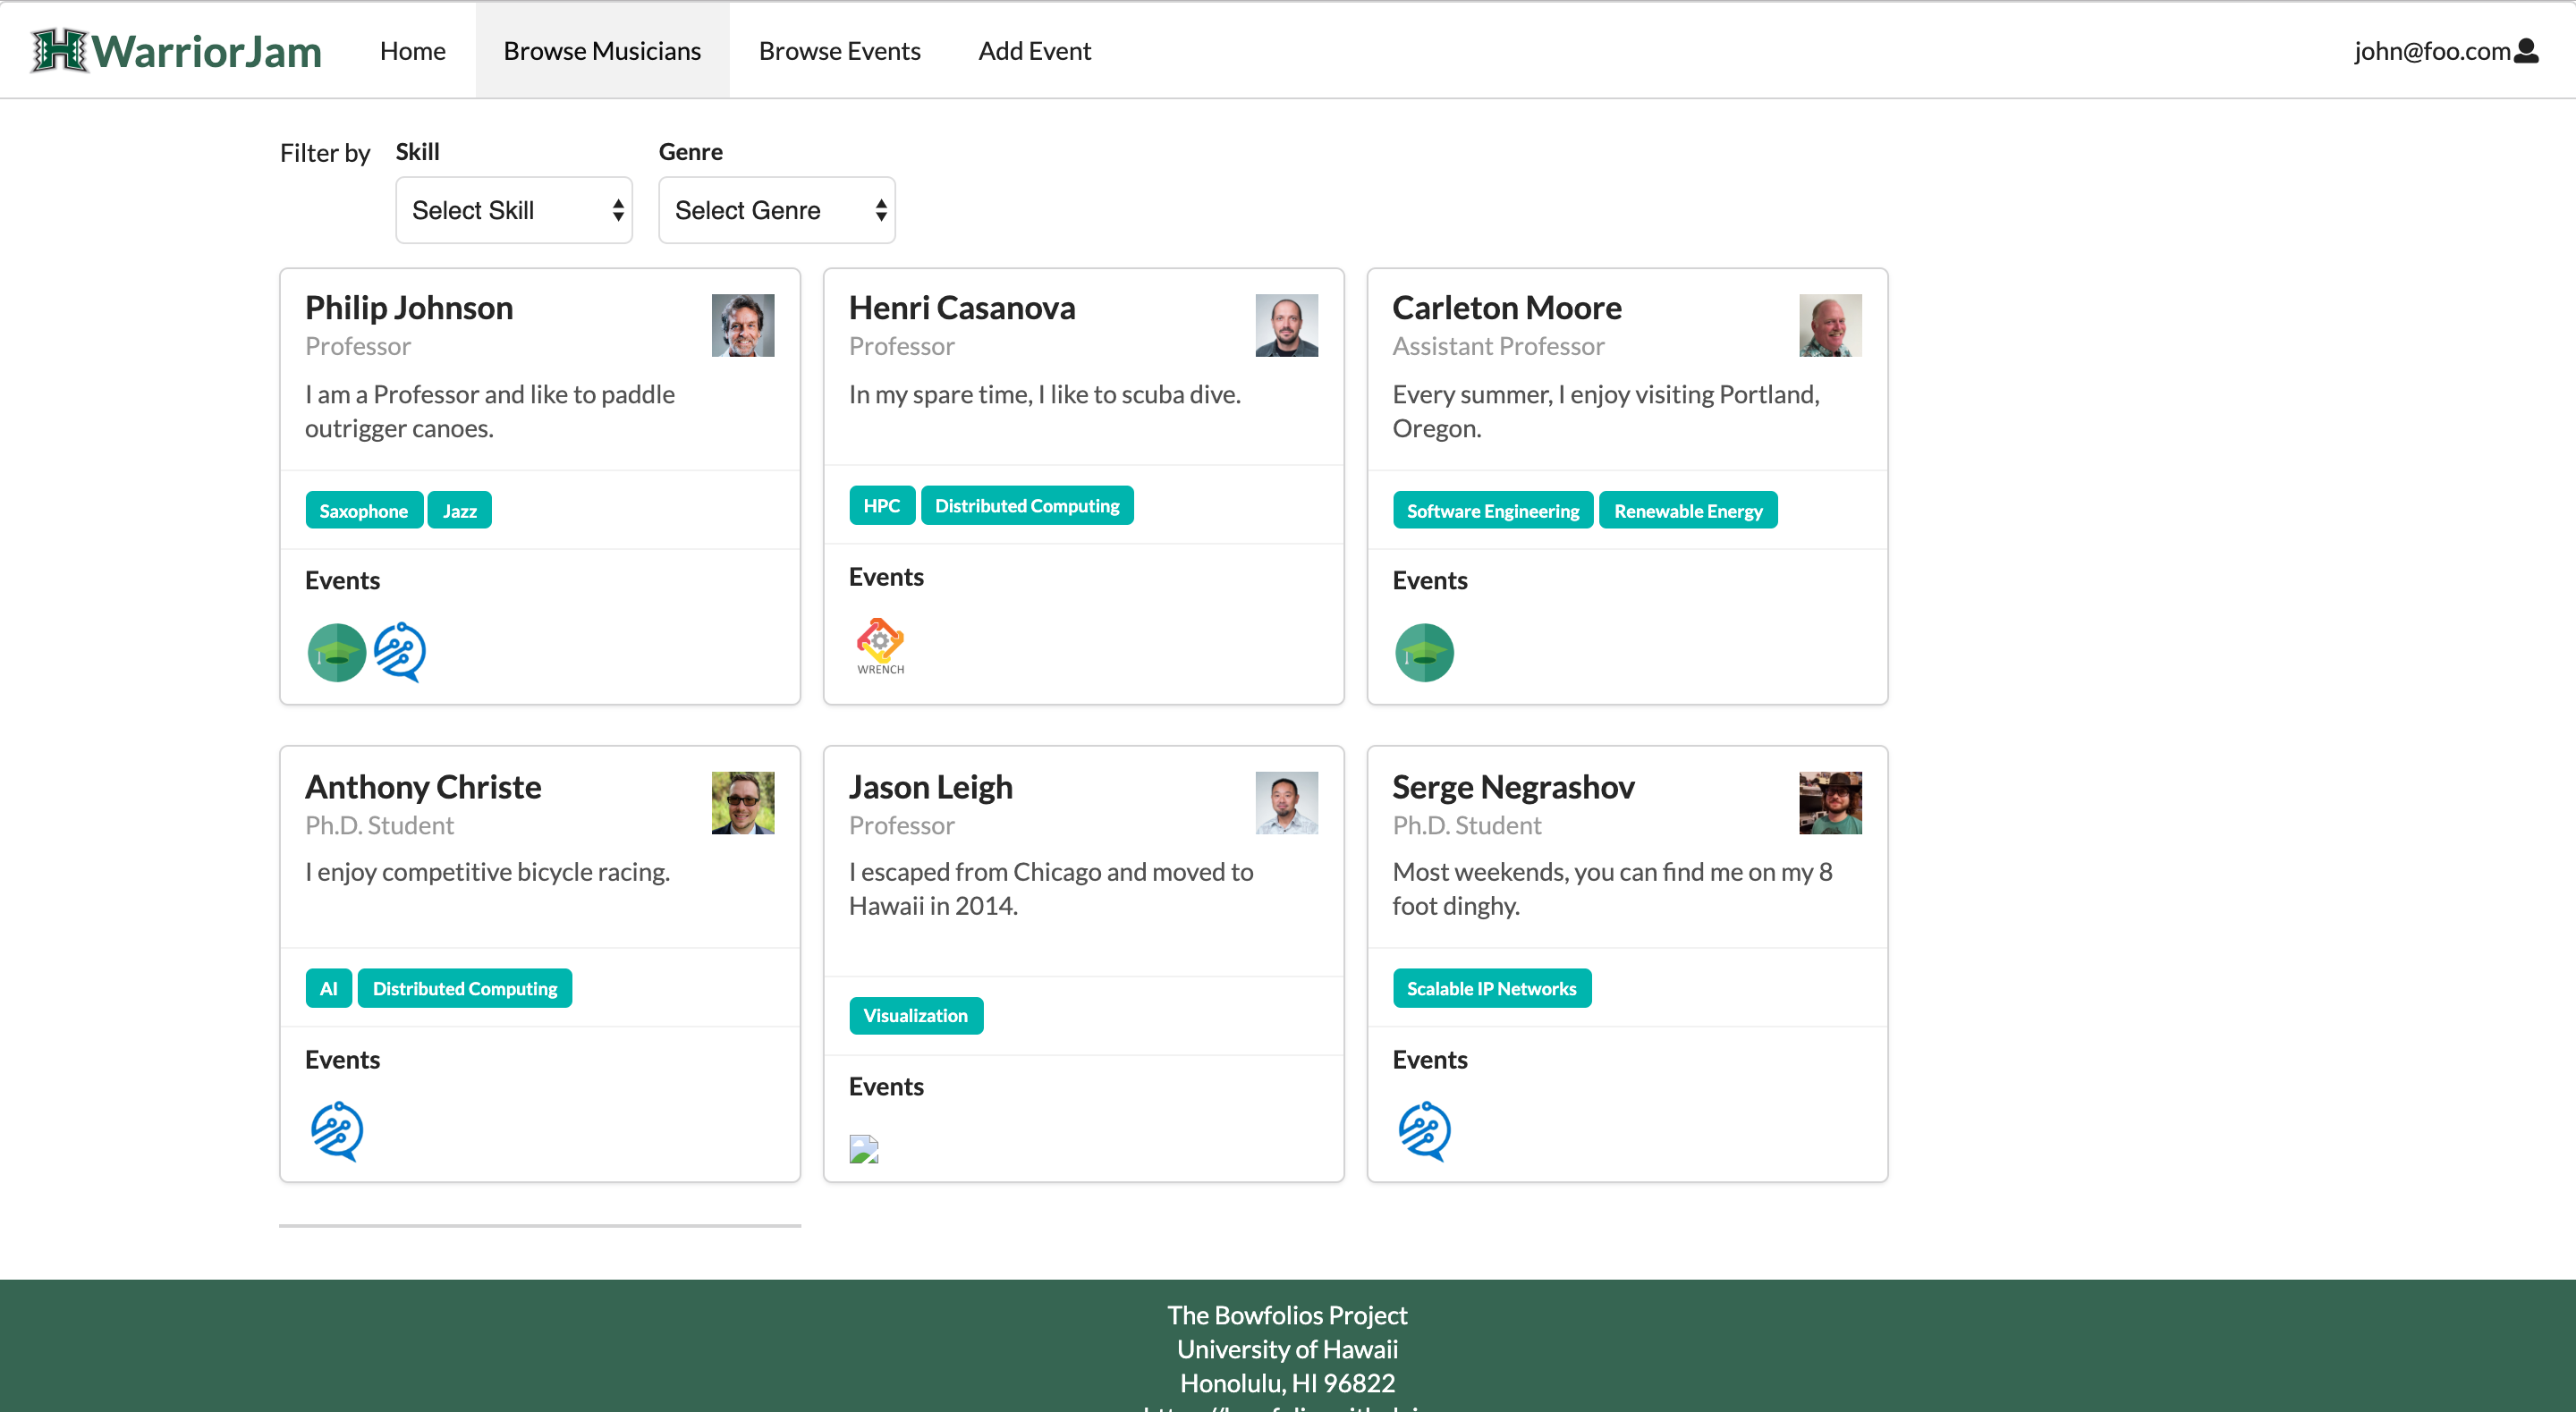 WarriorJam
Home
Browse Musicians
Browse Events
Add Event
john@foo.com
Filter by
Skill
Genre
Select Skill
Select Genre
Philip Johnson
Professor
I am a Professor and like to paddle
outrigger canoes.
Saxophone
Jazz
Events
Henri Casanova
Professor
In my spare time, I like to scuba dive.
HPC
Distributed Computing
Events
WRENCH
Carleton Moore
Assistant Professor
Every summer, I enjoy visiting Portland,
Oregon.
Software Engineering
Renewable Energy
Events
Anthony Christe
Ph.D. Student
I enjoy competitive bicycle racing.
AI
Distributed Computing
Events
Jason Leigh
Professor
I escaped from Chicago and moved to
Hawaii in 2014.
Visualization
Events
Serge Negrashov
Ph.D. Student
Most weekends, you can find me on my 8
foot dinghy.
Scalable IP Networks
Events
The Bowfolios Project
University of Hawaii
Honolulu, HI 96822